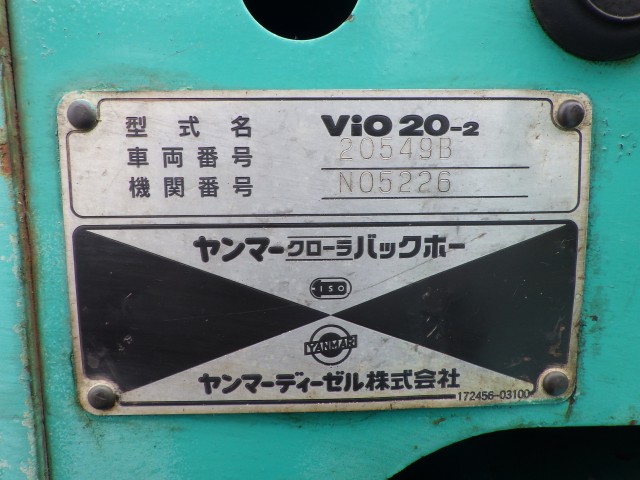 型式名 ViO 20-2
車両番号 20549B
機関番号 N05226
ヤンマークローラバックホー
ISO
YANMAR
ヤンマーディーゼル株式会社
172456-03100